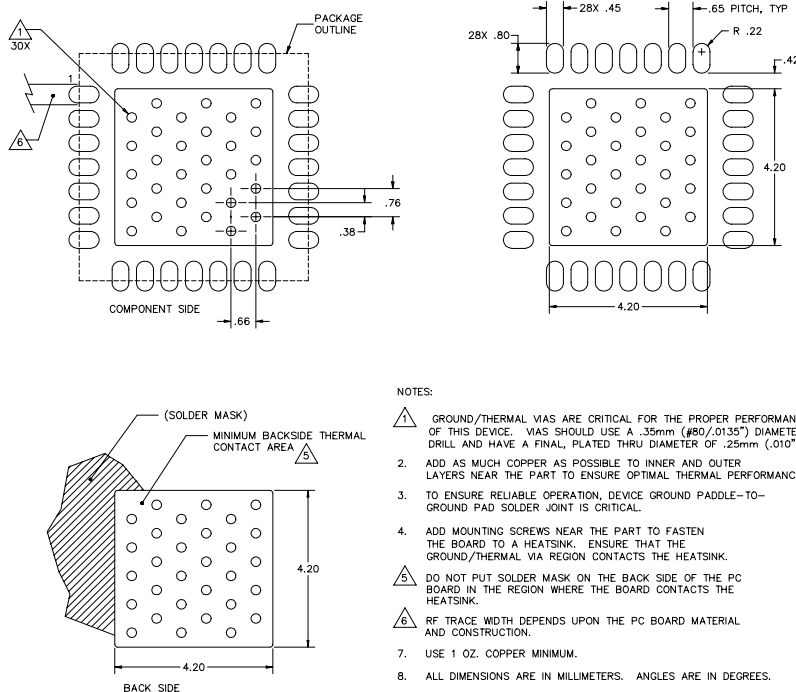 1
30X
PACKAGE
OUTLINE
1
6
.76
.38
.66
COMPONENT SIDE
28X .45
.65 PITCH, TYP
28X .80
R .22
4.20
4.20
(SOLDER MASK)
MINIMUM BACKSIDE THERMAL
CONTACT AREA 5
4.20
4.20
BACK SIDE
NOTES:
1 GROUND/THERMAL VIAS ARE CRITICAL FOR THE PROPER
OF THIS DEVICE. VIAS SHOULD USE A .35mm (#80/.0135")
DRILL AND HAVE A FINAL, PLATED THRU DIAMETER OF .25mm (.010"
2. ADD AS MUCH COPPER AS POSSIBLE TO INNER AND OUTER
LAYERS NEAR THE PART TO ENSURE OPTIMAL THERMAL
3. TO ENSURE RELIABLE OPERATION, DEVICE GROUND PADDLE-TO-
GROUND PAD SOLDER JOINT IS CRITICAL.
4. ADD MOUNTING SCREWS NEAR THE PART TO FASTEN
THE BOARD TO A HEATSINK. ENSURE THAT THE
GROUND/THERMAL VIA REGION CONTACTS THE HEATSINK.
5 DO NOT PUT SOLDER MASK ON THE BACK SIDE OF THE PC
BOARD IN THE REGION WHERE THE BOARD CONTACTS THE
HEATSINK.
6 RF TRACE WIDTH DEPENDS UPON THE PC BOARD MATERIAL
AND CONSTRUCTION.
7. USE 1 OZ. COPPER MINIMUM.
8. ALL DIMENSIONS ARE IN MILLIMETERS. ANGLES ARE IN DEGREES.